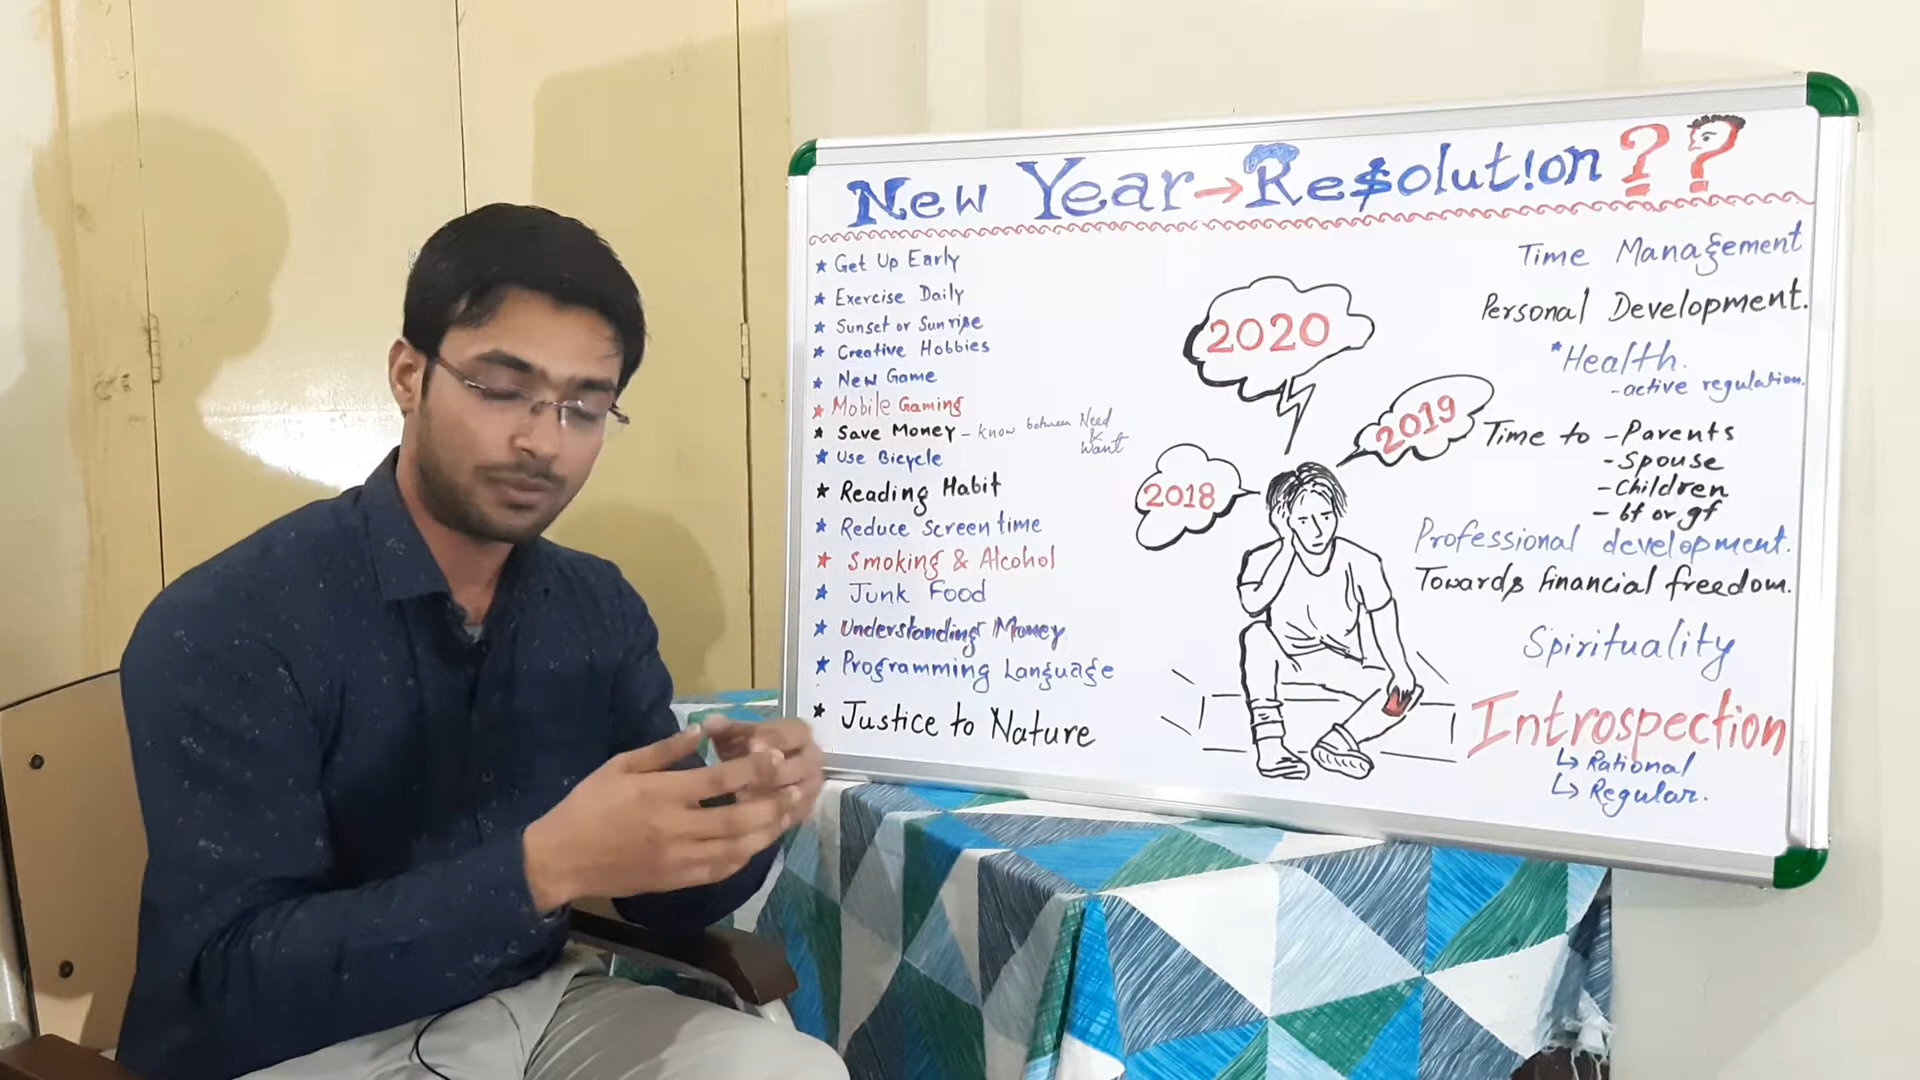 New Year → Re$olut!on ??
★ Get Up Early
★ Exercise Daily
★ Sunset or Sunrise
★ Creative Hobbies
★ New Game
★ Mobile Gaming
★ Save Money - know between Need & Want
★ Use Bicycle
★ Reading Habit
★ Reduce Screen time
★ Smoking & Alcohol
★ Junk Food
★ Understanding Money
★ Programming Language
★ Justice to Nature
2020
2019
2018
Time Management
Personal Development.
*Health.
-active regulation.
Time to - Parents
- Spouse
- Children
- bf or gf
Professional development.
Towards financial freedom.
Spirituality
Introspection
↳ Rational
↳ Regular.